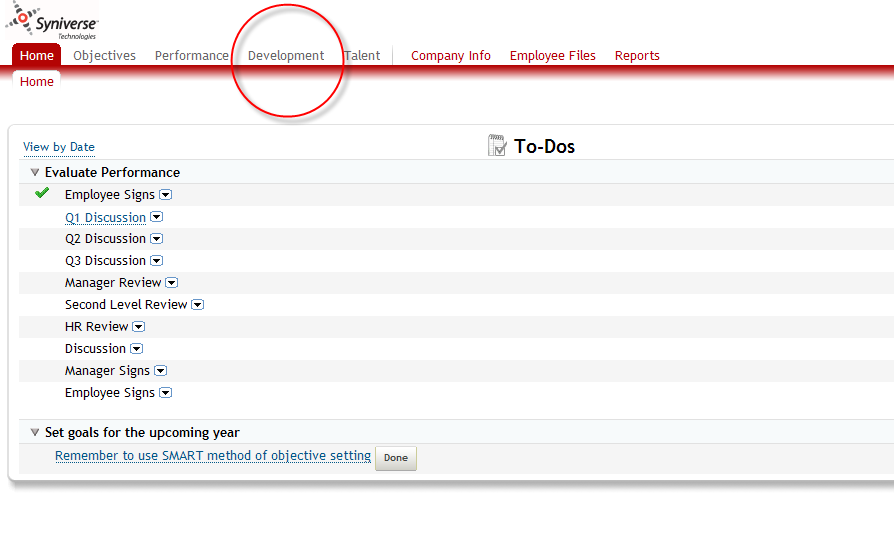 Syniverse
Technologies
Home Objectives Performance Development Talent Company Info Employee Files Reports
Home
View by Date
To-Dos
Evaluate Performance
Employee Signs
Q1 Discussion
Q2 Discussion
Q3 Discussion
Manager Review
Second Level Review
HR Review
Discussion
Manager Signs
Employee Signs
Set goals for the upcoming year
Remember to use SMART method of objective setting Done